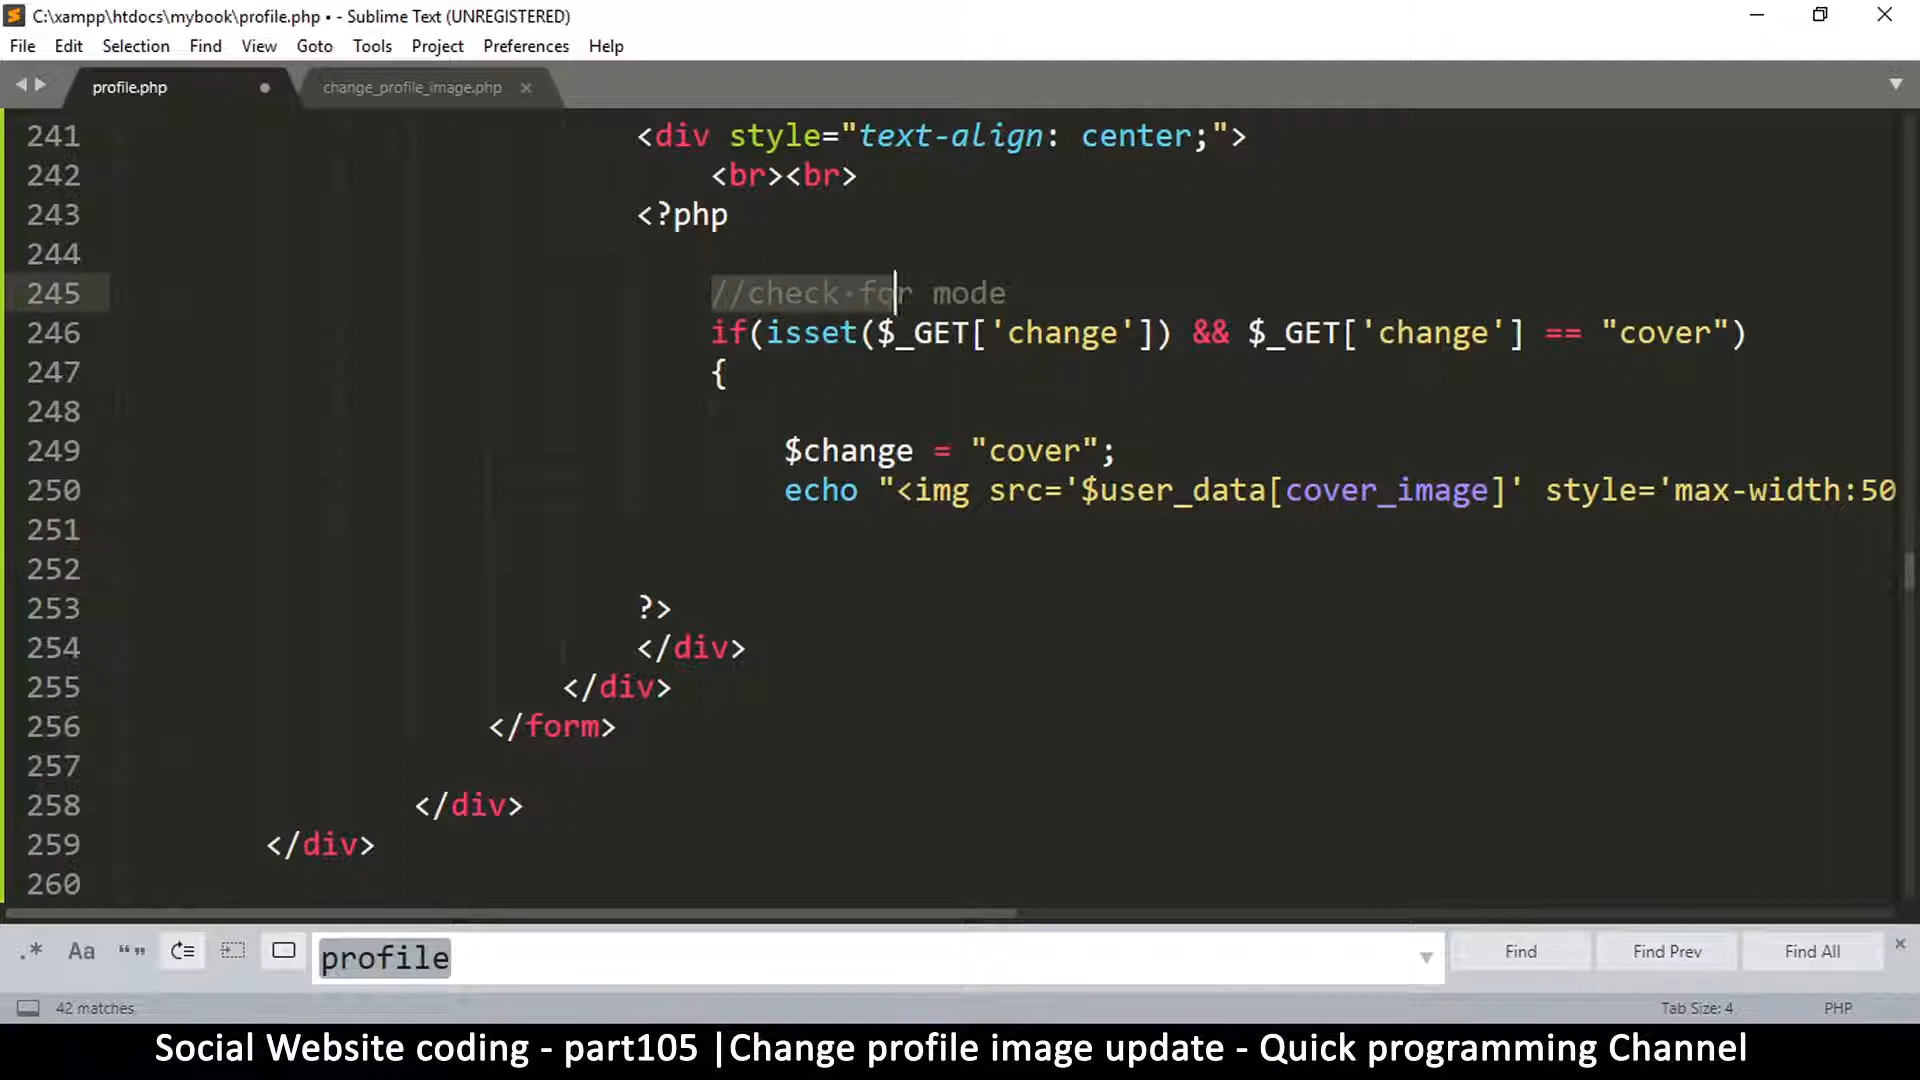 C:\xampp\htdocs\mybook\profile.php • - Sublime Text (UNREGISTERED)
File Edit Selection Find View Goto Tools Project Preferences Help
profile.php change_profile_image.php
241 <div style="text-align: center;">
242 <br><br>
243 <?php
244
245 //check for mode
246 if(isset($_GET['change']) && $_GET['change'] == "cover")
247 {
248
249 $change = "cover";
250 echo "<img src='$user_data[cover_image]' style='max-width:50
251
252
253 ?>
254 </div>
255 </div>
256 </form>
257
258 </div>
259 </div>
260
.* Aa “” profile Find Find Prev Find All
42 matches Tab Size: 4 PHP
Social Website coding - part105 |Change profile image update - Quick programming Channel